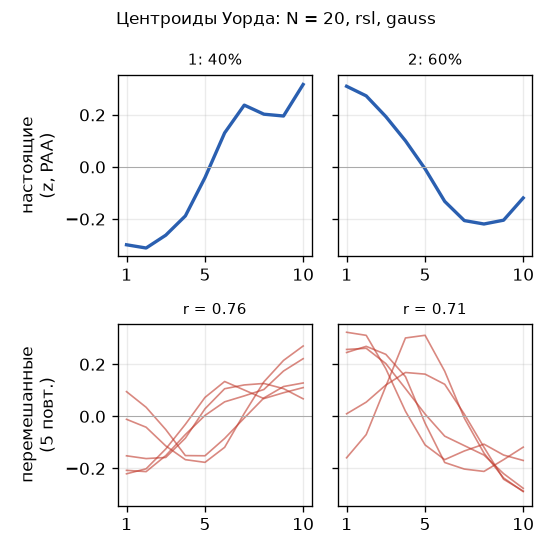 Центроиды Уорда: N = 20, rsl, gauss
1: 40%
2: 60%
настоящие
(z, PAA)
0.2
0.0
−0.2
1 5 10
1 5 10
r = 0.76
r = 0.71
перемешанные
(5 повт.)
0.2
0.0
−0.2
1 5 10
1 5 10